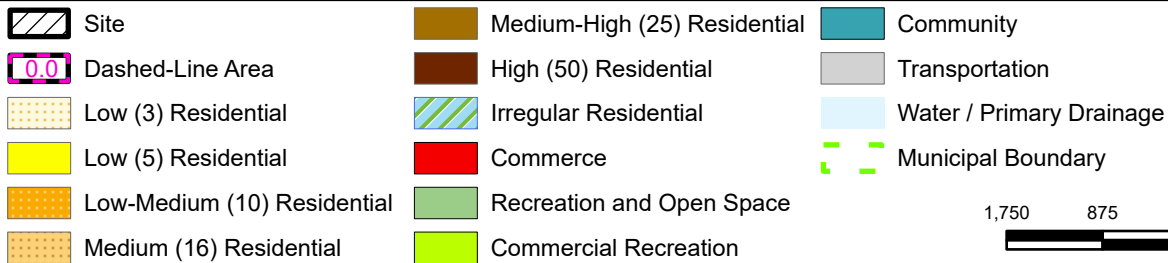 Site
0.0 Dashed-Line Area
Low (3) Residential
Low (5) Residential
Low-Medium (10) Residential
Medium (16) Residential
Medium-High (25) Residential
High (50) Residential
Irregular Residential
Commerce
Recreation and Open Space
Commercial Recreation
Community
Transportation
Water / Primary Drainage
Municipal Boundary
1,750 875